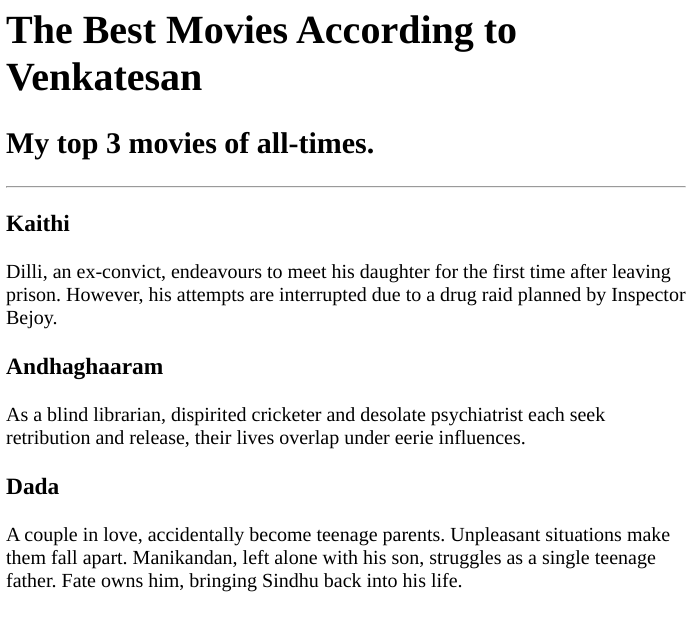 The Best Movies According to
Venkatesan
My top 3 movies of all-times.
Kaithi
Dilli, an ex-convict, endeavours to meet his daughter for the first time after leaving
prison. However, his attempts are interrupted due to a drug raid planned by Inspector
Bejoy.
Andhaghaaram
As a blind librarian, dispirited cricketer and desolate psychiatrist each seek
retribution and release, their lives overlap under eerie influences.
Dada
A couple in love, accidentally become teenage parents. Unpleasant situations make
them fall apart. Manikandan, left alone with his son, struggles as a single teenage
father. Fate owns him, bringing Sindhu back into his life.